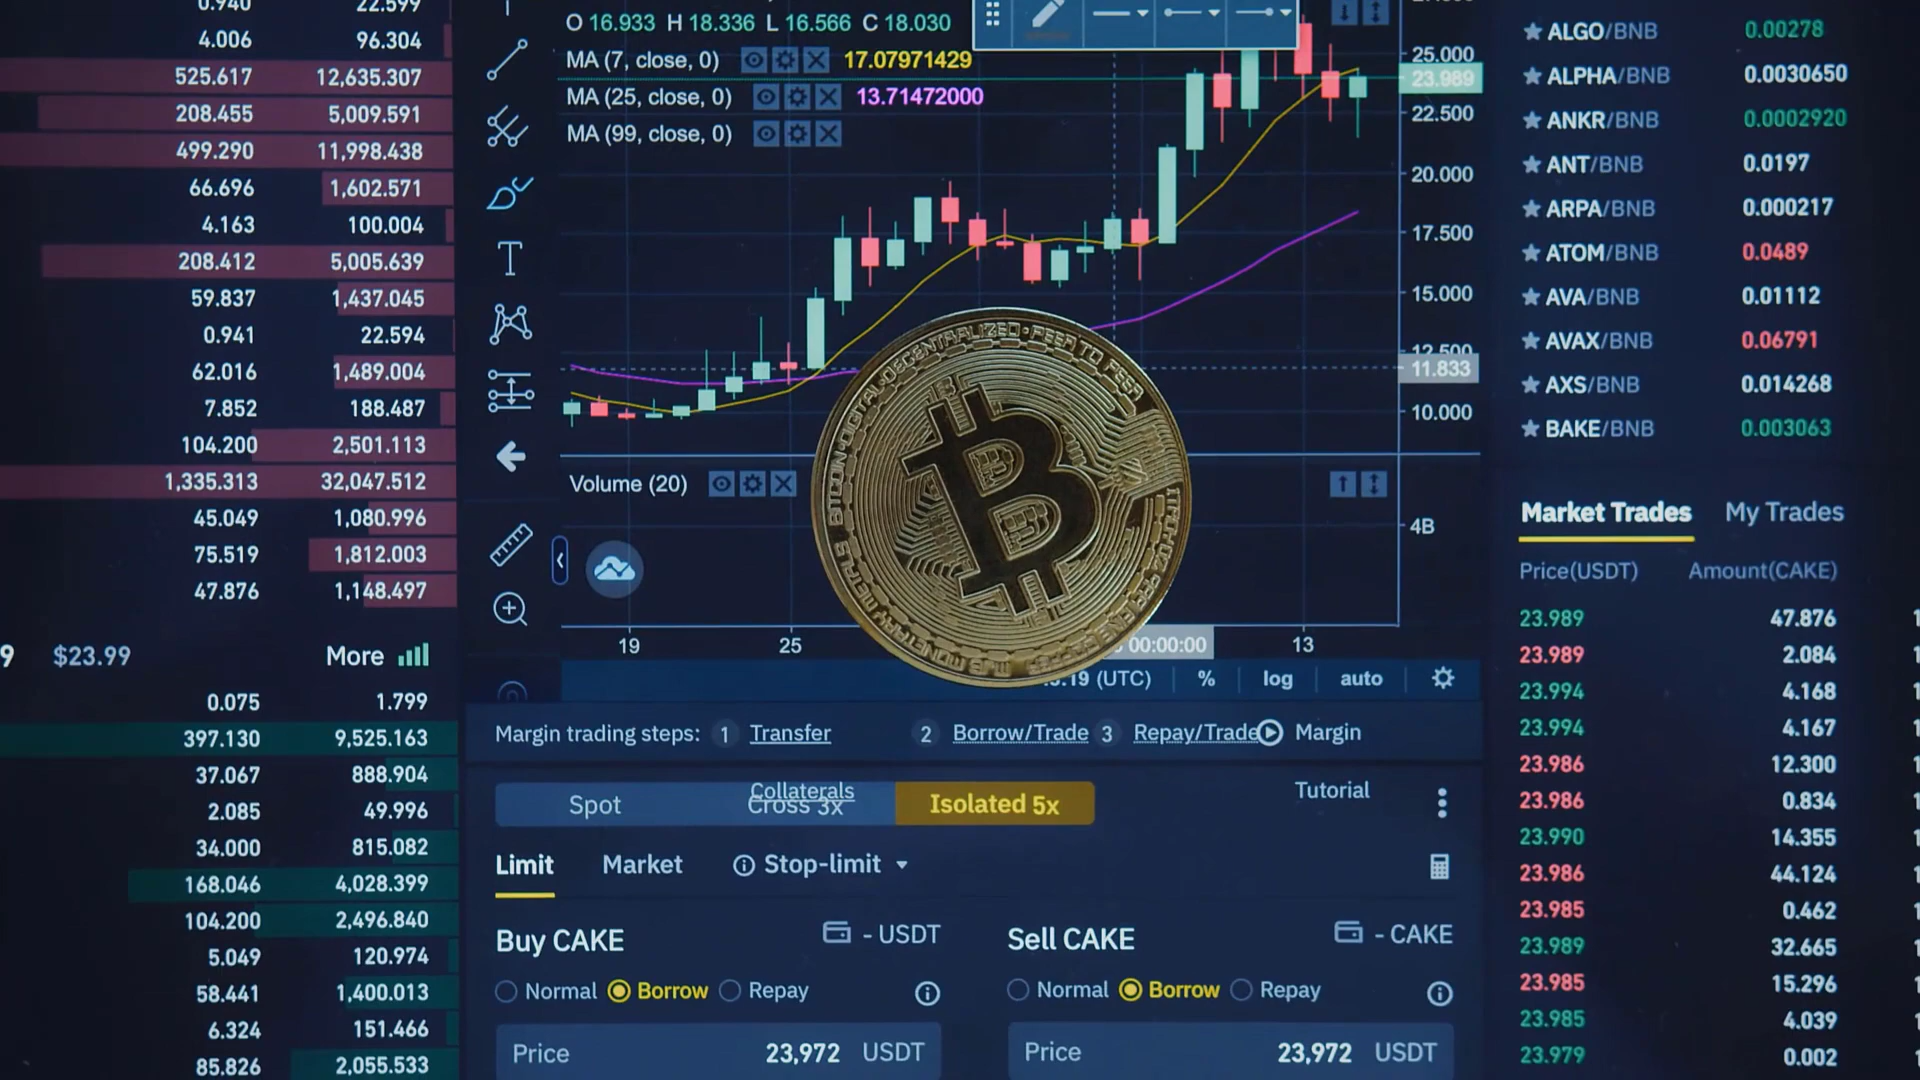 0.940 22.599
4.006 96.304
525.617 12,635.307
208.455 5,009.591
499.290 11,998.438
66.696 1,602.571
4.163 100.004
208.412 5,005.639
59.837 1,437.045
0.941 22.594
62.016 1,489.004
7.852 188.487
104.200 2,501.113
1,335.313 32,047.512
45.049 1,080.996
75.519 1,812.003
47.876 1,148.497
9 $23.99 More
0.075 1.799
397.130 9,525.163
37.067 888.904
2.085 49.996
34.000 815.082
168.046 4,028.399
104.200 2,496.840
5.049 120.974
58.441 1,400.013
6.324 151.466
85.826 2,055.533
O 16.933 H 18.336 L 16.566 C 18.030
MA (7, close, 0) 17.07971429
MA (25, close, 0) 13.71472000
MA (99, close, 0)
25.000
23.989
22.500
20.000
17.500
15.000
12.500
11.833
10.000
Volume (20)
4B
19 25 00:00:00 13
(UTC) % log auto
BITCOIN·DIGITAL·DECENTRALIZED·PEER TO PEER
Margin trading steps: 1 Transfer 2 Borrow/Trade 3 Repay/Trade Margin
Collaterals Tutorial
Spot Cross 3x Isolated 5x
Limit Market Stop-limit
Buy CAKE - USDT
Normal Borrow Repay
Price 23,972 USDT
Sell CAKE - CAKE
Normal Borrow Repay
Price 23,972 USDT
ALGO/BNB 0.00278
ALPHA/BNB 0.0030650
ANKR/BNB 0.0002920
ANT/BNB 0.0197
ARPA/BNB 0.000217
ATOM/BNB 0.0489
AVA/BNB 0.01112
AVAX/BNB 0.06791
AXS/BNB 0.014268
BAKE/BNB 0.003063
Market Trades My Trades
Price(USDT) Amount(CAKE)
23.989 47.876
23.989 2.084
23.994 4.168
23.994 4.167
23.986 12.300
23.986 0.834
23.990 14.355
23.986 44.124
23.985 0.462
23.989 32.665
23.985 15.296
23.985 4.039
23.979 0.002